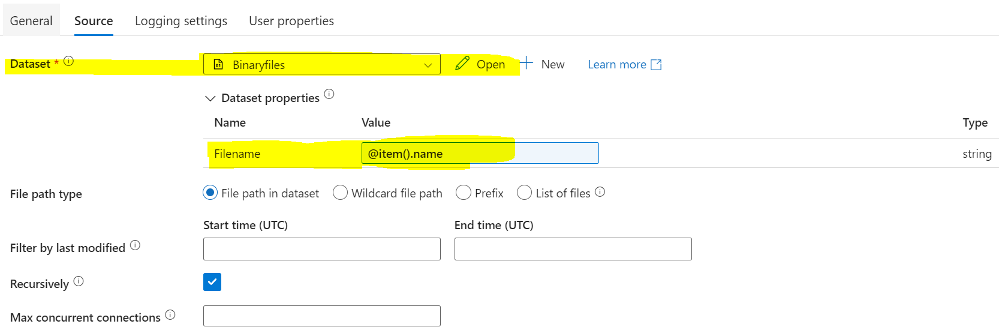 General Source Logging settings User properties
Dataset * Binaryfiles Open + New Learn more
Dataset properties
Name Value Type
Filename @item().name string
File path type File path in dataset Wildcard file path Prefix List of files
Start time (UTC) End time (UTC)
Filter by last modified
Recursively
Max concurrent connections